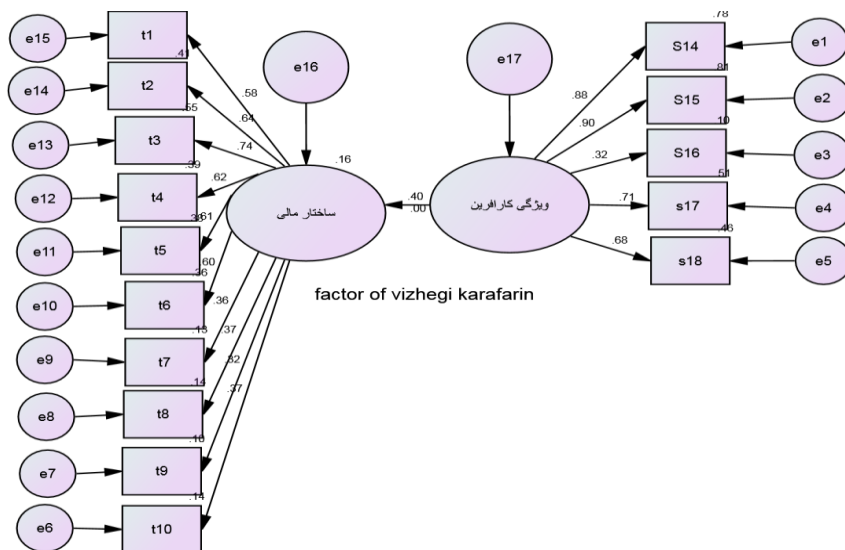 e15
t1
.41
e14
t2
.55
e13
t3
.39
e12
t4
.38
e11
t5
.36
e10
t6
.13
e9
t7
.14
e8
t8
.10
e7
t9
.14
e6
t10
.58
.64
.74
.62
.61
.60
.36
.37
.32
.37
e16
.16
ساختار مالی
.40
.00
e17
ویژگی کارافرین
factor of vizhegi karafarin
.88
.90
.32
.71
.68
.78
S14
e1
.81
S15
e2
.10
S16
e3
.51
s17
e4
.46
s18
e5